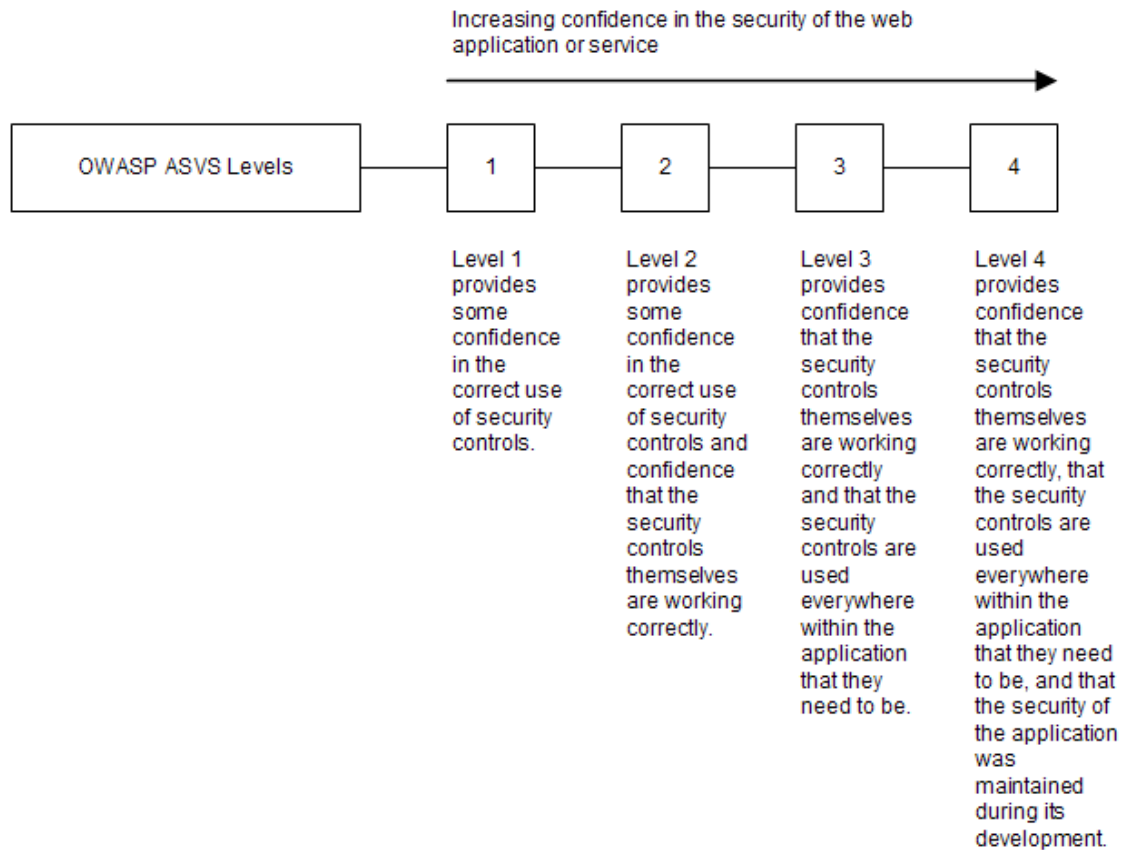 Increasing confidence in the security of the web
application or service
OWASP ASVS Levels
1
2
3
4
Level 1
provides
some
confidence
in the
correct use
of security
controls.
Level 2
provides
some
confidence
in the
correct use
of security
controls and
confidence
that the
security
controls
themselves
are working
correctly.
Level 3
provides
confidence
that the
security
controls
themselves
are working
correctly
and that the
security
controls are
used
everywhere
within the
application
that they
need to be.
Level 4
provides
confidence
that the
security
controls
themselves
are working
correctly, that
the security
controls are
used
everywhere
within the
application
that they need
to be, and that
the security of
the application
was
maintained
during its
development.